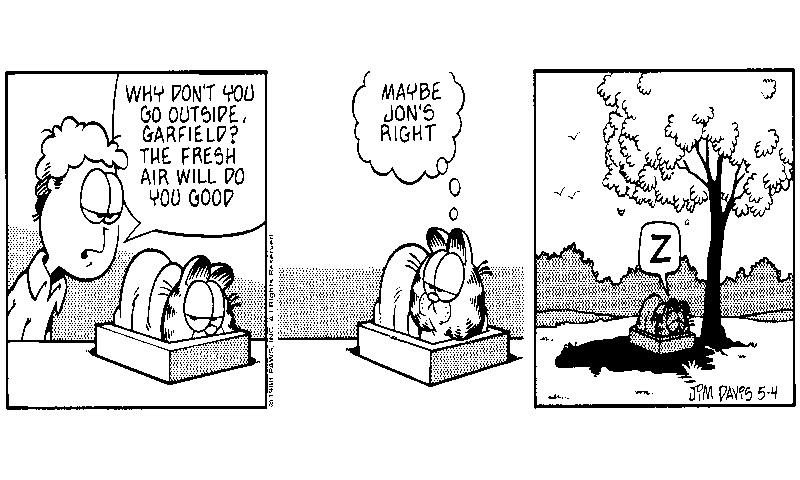 WHY DON'T YOU
GO OUTSIDE,
GARFIELD?
THE FRESH
AIR WILL DO
YOU GOOD
MAYBE
JON'S
RIGHT
Z
JIM DAVIS 5-4